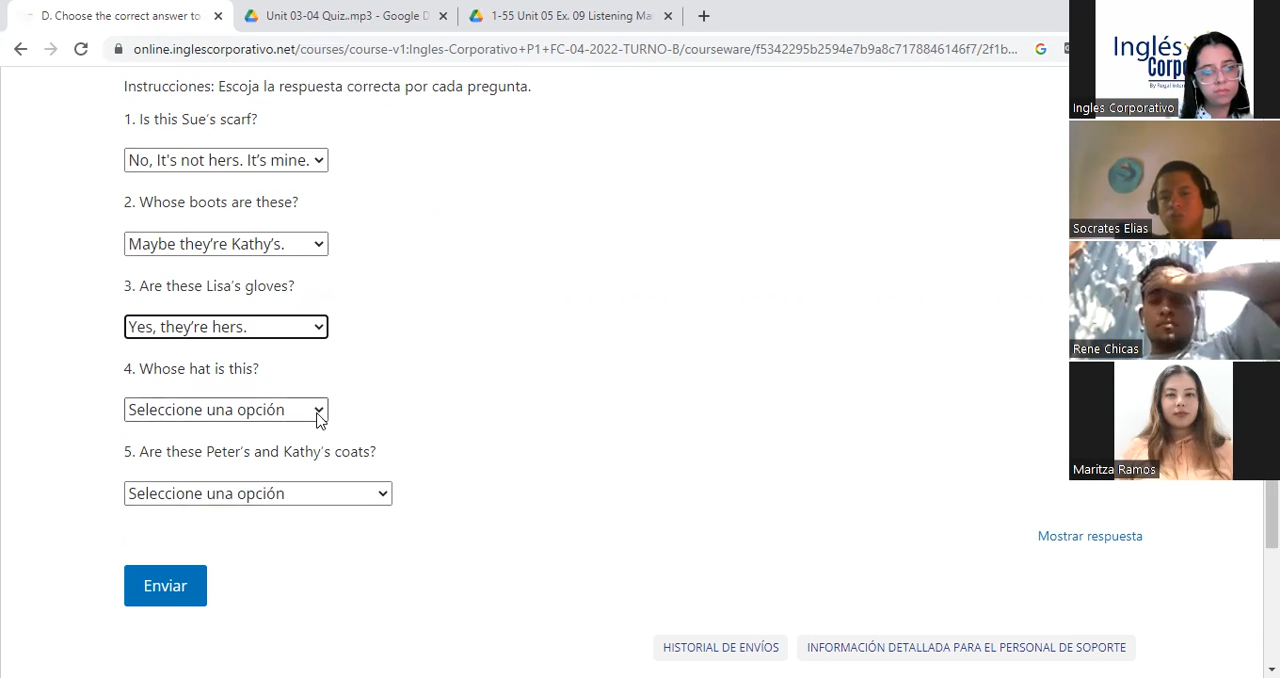 D. Choose the correct answer to
Unit 03-04 Quiz..mp3 - Google D
1-55 Unit 05 Ex. 09 Listening Ma
online.inglescorporativo.net/courses/course-v1:Ingles-Corporativo+P1+FC-04-2022-TURNO-B/courseware/f5342295b2594e7b9a8c7178846146f7/2f1b...
Instrucciones: Escoja la respuesta correcta por cada pregunta.
1. Is this Sue's scarf?
No, It's not hers. It's mine.
2. Whose boots are these?
Maybe they're Kathy's.
3. Are these Lisa's gloves?
Yes, they're hers.
4. Whose hat is this?
Seleccione una opción
5. Are these Peter's and Kathy's coats?
Seleccione una opción
Mostrar respuesta
Enviar
HISTORIAL DE ENVÍOS
INFORMACIÓN DETALLADA PARA EL PERSONAL DE SOPORTE
Inglés
Ingles Corporativo
Socrates Elias
Rene Chicas
Maritza Ramos